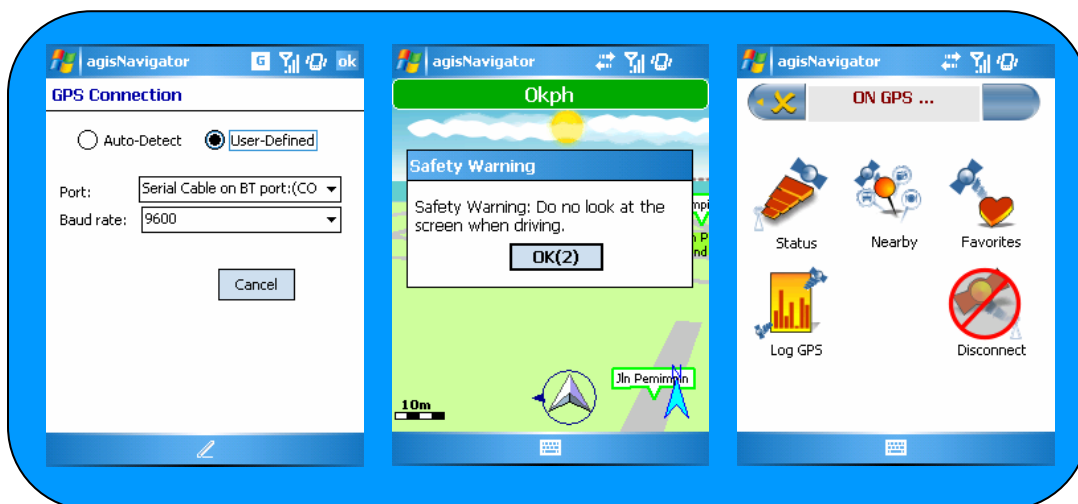 agisNavigator G ok
GPS Connection
Auto-Detect User-Defined
Port: Serial Cable on BT port:(CO
Baud rate: 9600
Cancel
agisNavigator
0kph
Safety Warning
Safety Warning: Do no look at the
screen when driving.
OK(2)
N
10m
agisNavigator
ON GPS ...
Status Nearby Favorites
Log GPS Disconnect